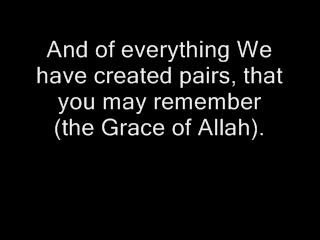 And of everything We
have created pairs, that
you may remember
(the Grace of Allah).